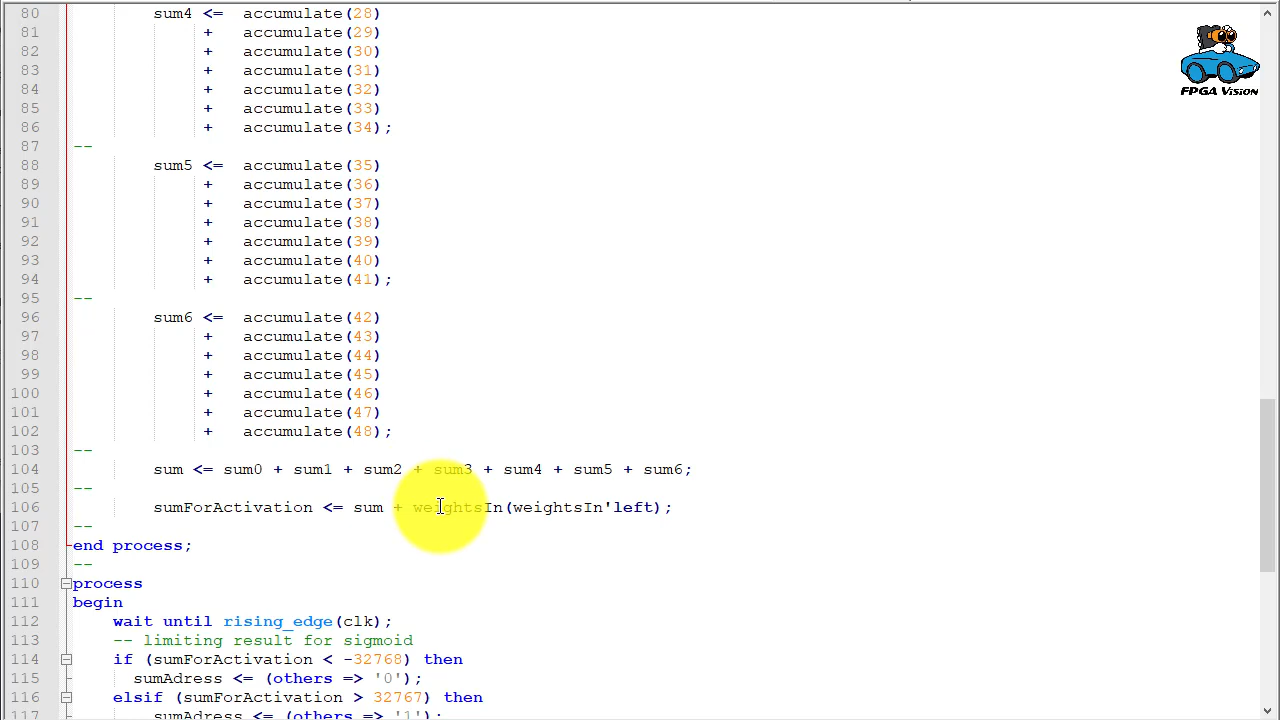 80 sum4 <= accumulate(28)
81 + accumulate(29)
82 + accumulate(30)
83 + accumulate(31)
84 + accumulate(32)
85 + accumulate(33)
86 + accumulate(34);
87 --
88 sum5 <= accumulate(35)
89 + accumulate(36)
90 + accumulate(37)
91 + accumulate(38)
92 + accumulate(39)
93 + accumulate(40)
94 + accumulate(41);
95 --
96 sum6 <= accumulate(42)
97 + accumulate(43)
98 + accumulate(44)
99 + accumulate(45)
100 + accumulate(46)
101 + accumulate(47)
102 + accumulate(48);
103 --
104 sum <= sum0 + sum1 + sum2 + sum3 + sum4 + sum5 + sum6;
105 --
106 sumForActivation <= sum + weightsIn(weightsIn'left);
107 --
108 end process;
109 --
110 process
111 begin
112 wait until rising_edge(clk);
113 -- limiting result for sigmoid
114 if (sumForActivation < -32768) then
115 sumAdress <= (others => '0');
116 elsif (sumForActivation > 32767) then
117 sumAdress <= (others => '1');
FPGA Vision